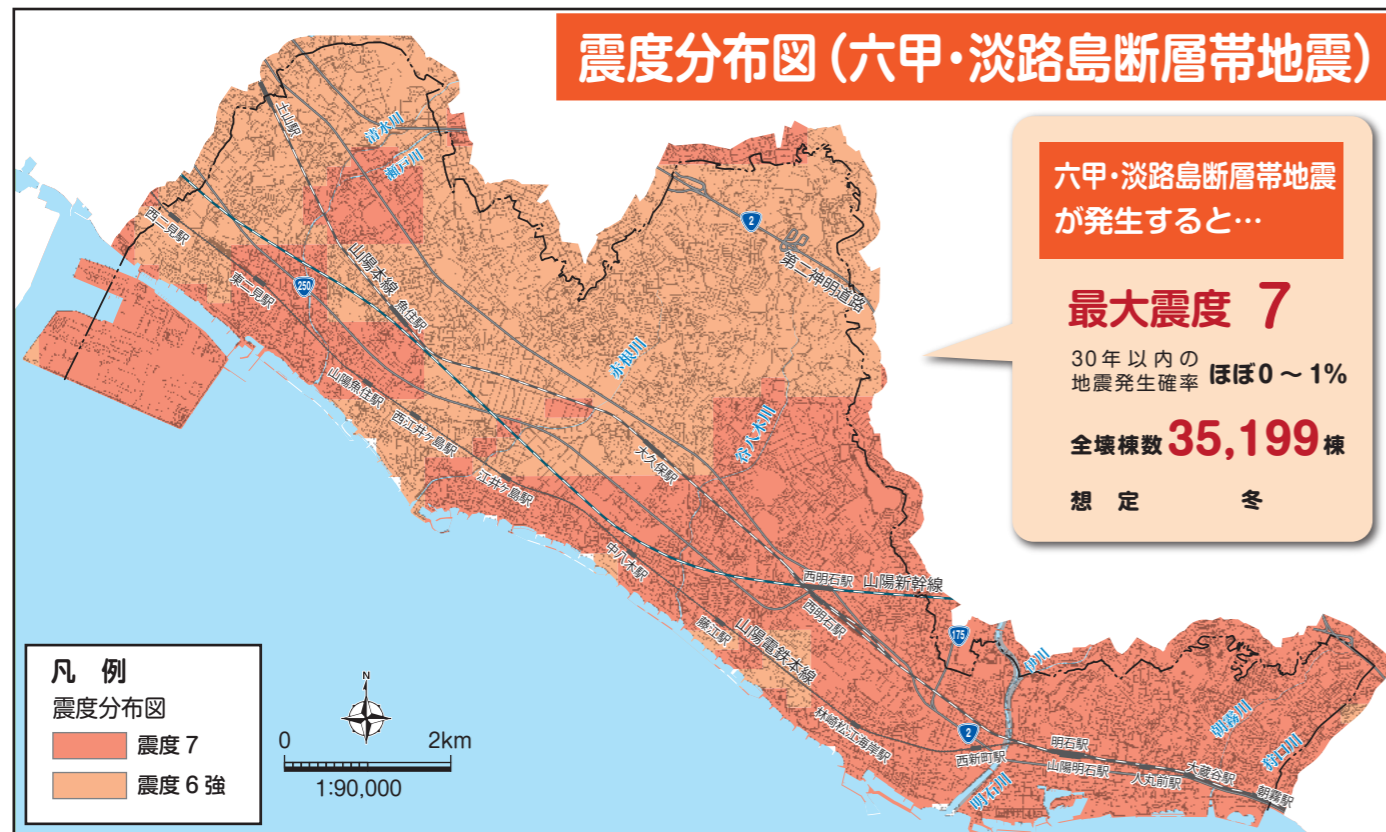 震度分布図(六甲・淡路島断層帯地震)
六甲・淡路島断層帯地震
が発生すると…
最大震度 7
30年以内の
地震発生確率 ほぼ0～1%
全壊棟数 35,199 棟
想 定 冬
土山駅
清水川
瀬戸川
2
第二神明道路
西二見駅
東二見駅
250
山陽本線
魚住駅
赤根川
山陽魚住駅
西江井ヶ島駅
江井ヶ島駅
大久保駅
谷八木川
中八木駅
西明石駅
山陽新幹線
西明石駅
藤江駅
山陽電鉄本線
175
伊川
林崎松江海岸駅
2
西新町駅
明石川
明石駅
山陽明石駅
人丸前駅
大蔵谷駅
朝霧川
狩口川
朝霧駅
凡 例
震度分布図
震度7
震度6強
N
0 2km
1:90,000